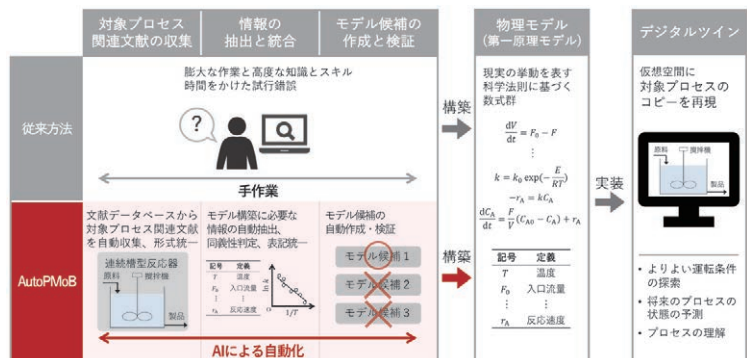 対象プロセス
関連文献の収集
情報の
抽出と統合
モデル候補の
作成と検証
従来方法
膨大な作業と高度な知識とスキル
時間をかけた試行錯誤
?
手作業
AutoPMoB
文献データベースから
対象プロセス関連文献
を自動収集、形式統一
連続槽型反応器
原料
撹拌機
製品
モデル構築に必要な
情報の自動抽出、
同義性判定、表記統一
記号 定義
T 温度
F₀ 入口流量
⋮ ⋮
r_A 反応速度
ln k
0
1/T
モデル候補の
自動作成・検証
モデル候補 1
モデル候補 2
モデル候補 3
AIによる自動化
構築
構築
物理モデル
(第一原理モデル)
現実の挙動を表す
科学法則に基づく
数式群
dV/dt = F₀ − F
⋮
k = k₀ exp(−E/RT)
−r_A = kC_A
dC_A/dt = F/V (C_A0 − C_A) + r_A
記号 定義
T 温度
F₀ 入口流量
⋮ ⋮
r_A 反応速度
実装
デジタルツイン
仮想空間に
対象プロセスの
コピーを再現
原料
撹拌機
製品
• よりよい運転条件
の探索
• 将来のプロセスの
状態の予測
• プロセスの理解